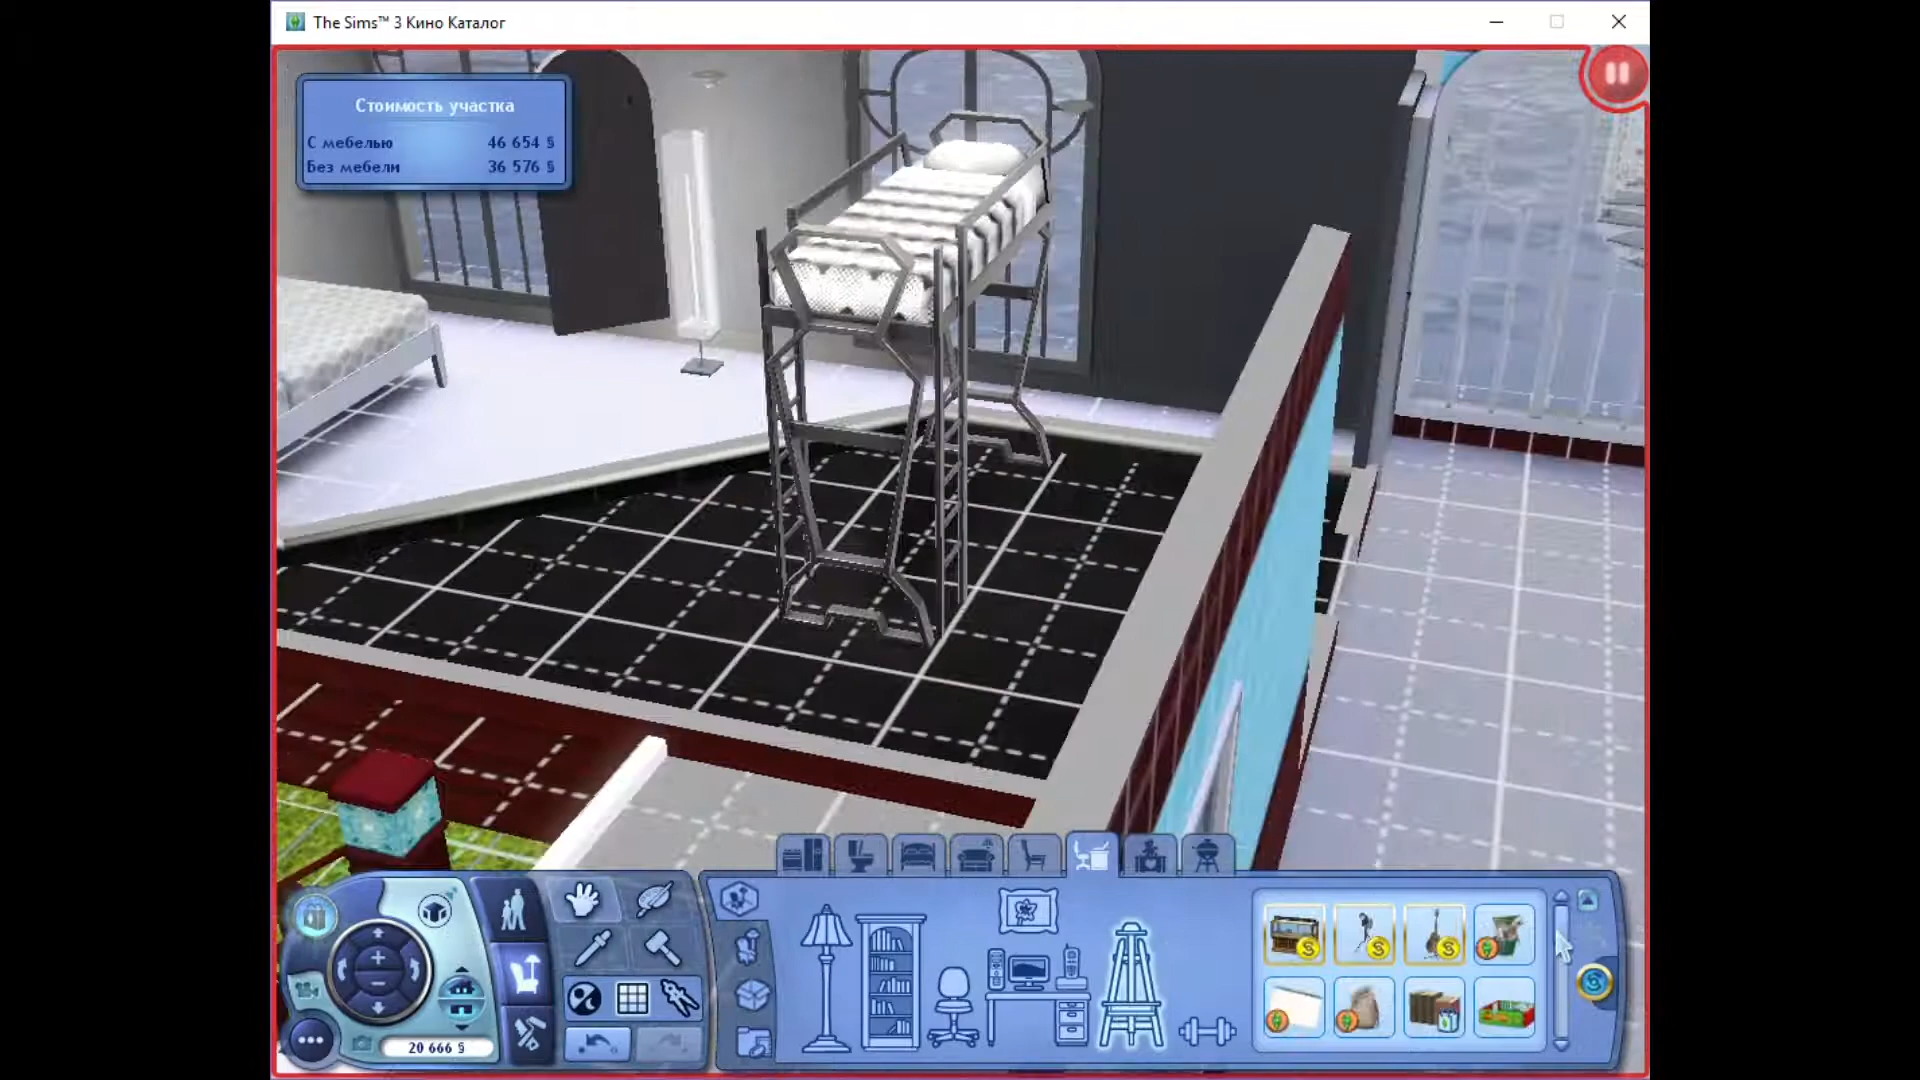 The Sims™ 3 Кино Каталог
Стоимость участка
С мебелью 46 654 §
Без мебели 36 576 §
20 666 §